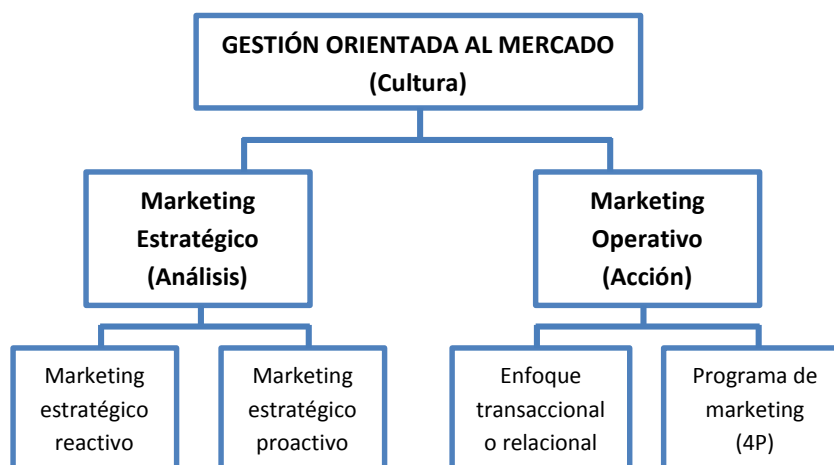 GESTIÓN ORIENTADA AL MERCADO
(Cultura)
Marketing
Estratégico
(Análisis)
Marketing
Operativo
(Acción)
Marketing
estratégico
reactivo
Marketing
estratégico
proactivo
Enfoque
transaccional
o relacional
Programa de
marketing
(4P)